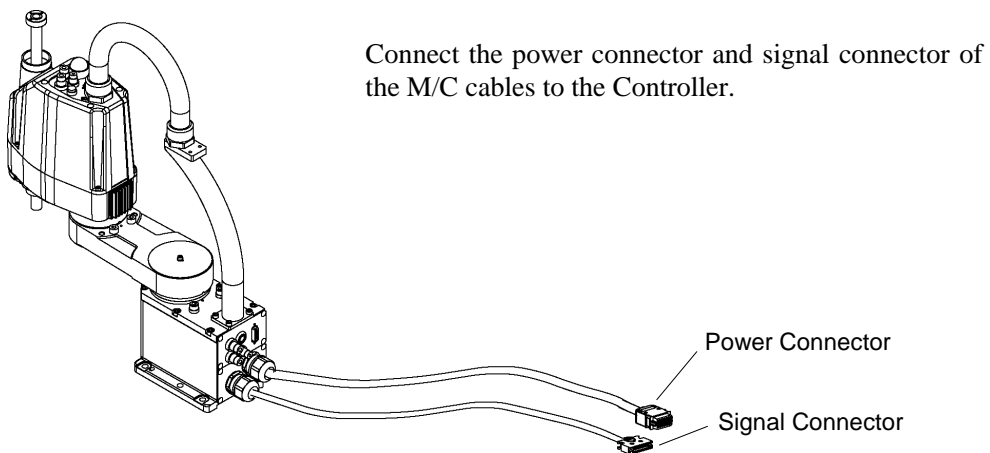 Connect the power connector and signal connector of
the M/C cables to the Controller.
Power Connector
Signal Connector